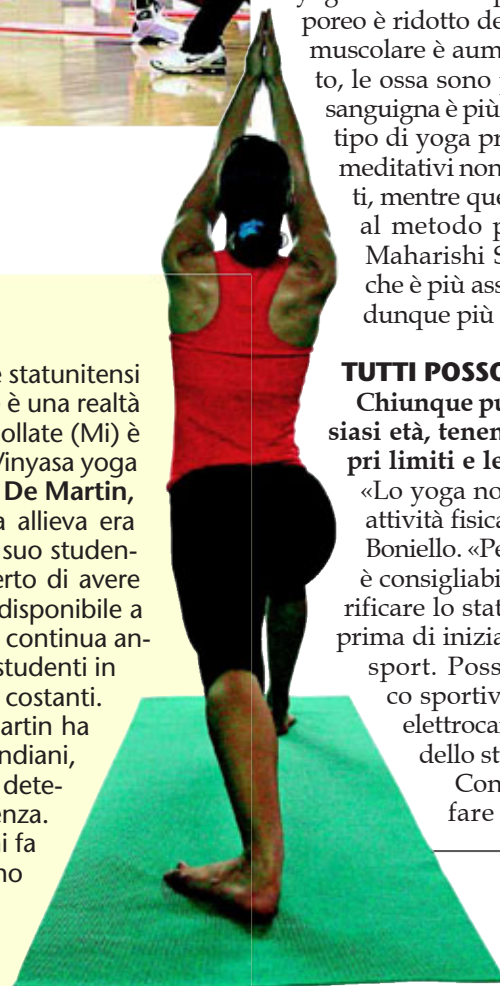 statunitensi
è una realtà
ollate (Mi) è
Vinyasa yoga
De Martin,
allieva era
suo studen-
erto di avere
disponibile a
continua an-
studenti in
costanti.
artin ha
ndiani,
dete-
enza.
i fa
no
poreo è ridotto de
muscolare è aum
to, le ossa sono
sanguigna è più
tipo di yoga pr
meditativi non
ti, mentre que
al metodo p
Maharishi S
che è più ass
dunque più
TUTTI POSSO
Chiunque pu
siasi età, tenen
pri limiti e le
«Lo yoga no
attività fisica
Boniello. «Pe
è consigliabi
rificare lo stat
prima di inizia
sport. Poss
co sportiv
elettroca
dello st
Con
fare